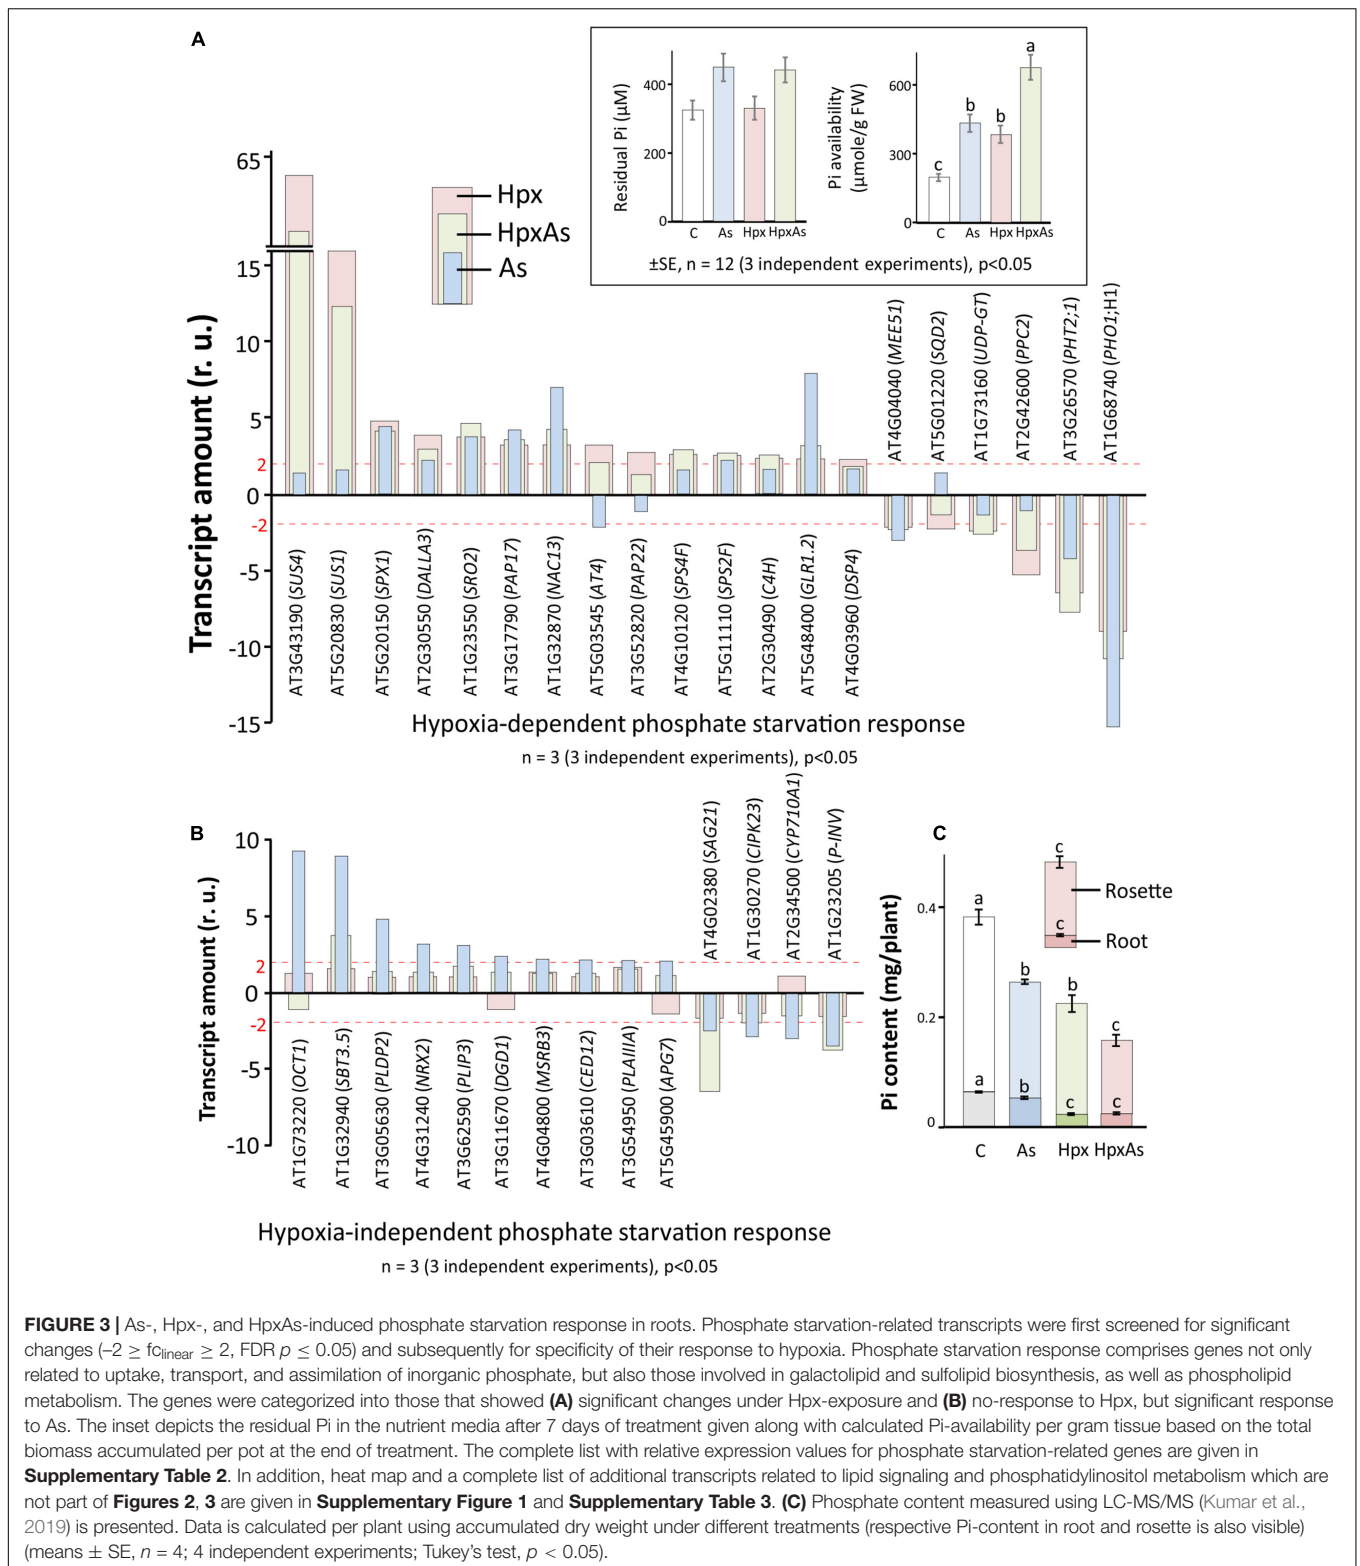 A
65
15
10
5
2
0
-2
-5
-10
-15
Transcript amount (r. u.)
Hpx
HpxAs
As
Residual Pi (µM)
400
200
0
C As Hpx HpxAs
Pi availability
(µmole/g FW)
600
300
0
c
b
b
a
C As Hpx HpxAs
±SE, n = 12 (3 independent experiments), p<0.05
AT3G43190 (SUS4)
AT5G20830 (SUS1)
AT5G20150 (SPX1)
AT2G30550 (DALLA3)
AT1G23550 (SRO2)
AT3G17790 (PAP17)
AT1G32870 (NAC13)
AT5G03545 (AT4)
AT3G52820 (PAP22)
AT4G10120 (SPS4F)
AT5G11110 (SPS2F)
AT2G30490 (C4H)
AT5G48400 (GLR1.2)
AT4G03960 (DSP4)
AT4G04040 (MEE51)
AT5G01220 (SQD2)
AT1G73160 (UDP-GT)
AT2G42600 (PPC2)
AT3G26570 (PHT2;1)
AT1G68740 (PHO1;H1)
Hypoxia-dependent phosphate starvation response
n = 3 (3 independent experiments), p<0.05
B
10
5
2
0
-2
-5
-10
Transcript amount (r. u.)
AT1G73220 (OCT1)
AT1G32940 (SBT3.5)
AT3G05630 (PLDP2)
AT4G31240 (NRX2)
AT3G62590 (PLIP3)
AT3G11670 (DGD1)
AT4G04800 (MSRB3)
AT3G03610 (CED12)
AT3G54950 (PLAIIIA)
AT5G45900 (APG7)
AT4G02380 (SAG21)
AT1G30270 (CIPK23)
AT2G34500 (CYP710A1)
AT1G23205 (P-INV)
Hypoxia-independent phosphate starvation response
n = 3 (3 independent experiments), p<0.05
C
Pi content (mg/plant)
0.4
0.2
0
a
a
b
b
b
c
c
c
c
c
Rosette
Root
C As Hpx HpxAs
FIGURE 3 | As-, Hpx-, and HpxAs-induced phosphate starvation response in roots. Phosphate starvation-related transcripts were first screened for significant
changes (–2 ≥ fclinear ≥ 2, FDR p ≤ 0.05) and subsequently for specificity of their response to hypoxia. Phosphate starvation response comprises genes not only
related to uptake, transport, and assimilation of inorganic phosphate, but also those involved in galactolipid and sulfolipid biosynthesis, as well as phospholipid
metabolism. The genes were categorized into those that showed (A) significant changes under Hpx-exposure and (B) no-response to Hpx, but significant response
to As. The inset depicts the residual Pi in the nutrient media after 7 days of treatment given along with calculated Pi-availability per gram tissue based on the total
biomass accumulated per pot at the end of treatment. The complete list with relative expression values for phosphate starvation-related genes are given in
Supplementary Table 2. In addition, heat map and a complete list of additional transcripts related to lipid signaling and phosphatidylinositol metabolism which are
not part of Figures 2, 3 are given in Supplementary Figure 1 and Supplementary Table 3. (C) Phosphate content measured using LC-MS/MS (Kumar et al.,
2019) is presented. Data is calculated per plant using accumulated dry weight under different treatments (respective Pi-content in root and rosette is also visible)
(means ± SE, n = 4; 4 independent experiments; Tukey's test, p < 0.05).